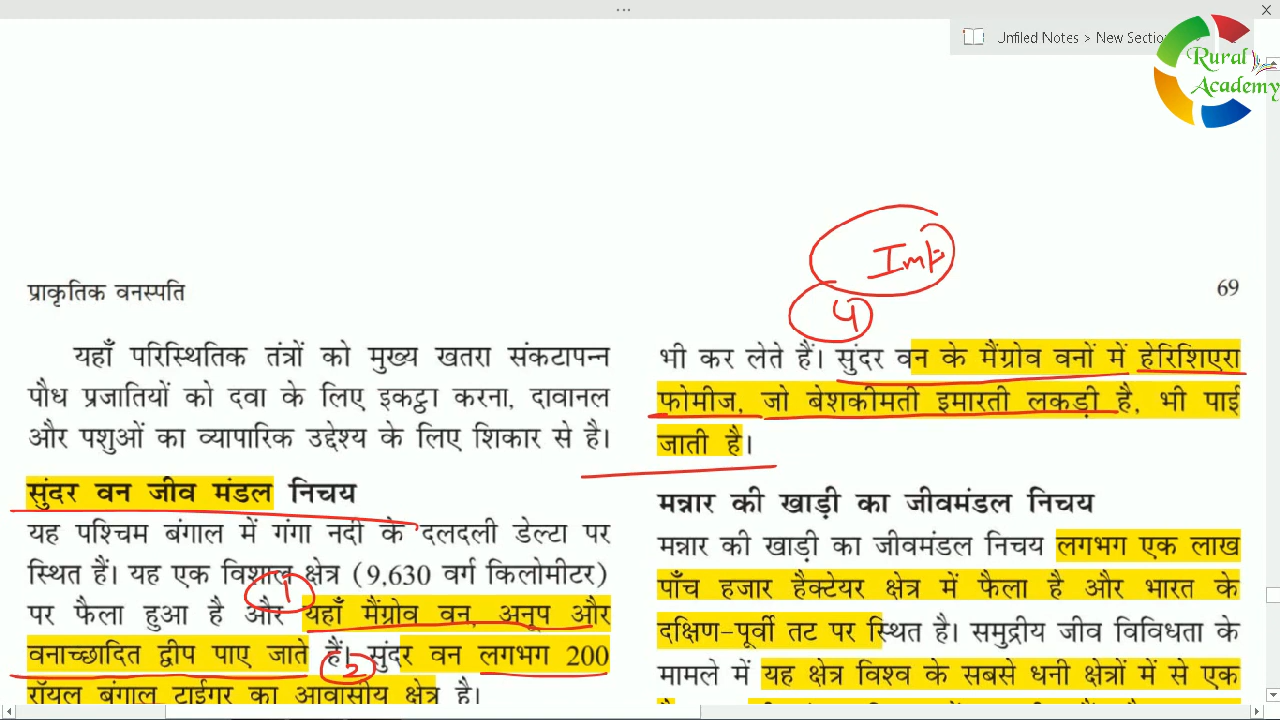 Jnfiled Notes > New Section
Rural
Academy
Imp
4
प्राकृतिक वनस्पति
69
यहाँ परिस्थितिक तंत्रों को मुख्य खतरा संकटापन्न
पौध प्रजातियों को दवा के लिए इकट्ठा करना, दावानल
और पशुओं का व्यापारिक उद्देश्य के लिए शिकार से है।
सुंदर वन जीव मंडल निचय
यह पश्चिम बंगाल में गंगा नदी के दलदली डेल्टा पर
स्थित हैं। यह एक विशाल क्षेत्र (9,630 वर्ग किलोमीटर)
1
पर फैला हुआ है और यहाँ मैंग्रोव वन, अनूप और
वनाच्छादित द्वीप पाए जाते हैं। सुंदर वन लगभग 200
2
रॉयल बंगाल टाईगर का आवासीय क्षेत्र है।
भी कर लेते हैं। सुंदर वन के मैंग्रोव वनों में हेरिशिएरा
फोमीज, जो बेशकीमती इमारती लकड़ी है, भी पाई
जाती है।
मन्नार की खाड़ी का जीवमंडल निचय
मन्नार की खाड़ी का जीवमंडल निचय लगभग एक लाख
पाँच हजार हैक्टेयर क्षेत्र में फैला है और भारत के
दक्षिण-पूर्वी तट पर स्थित है। समुद्रीय जीव विविधता के
मामले में यह क्षेत्र विश्व के सबसे धनी क्षेत्रों में से एक